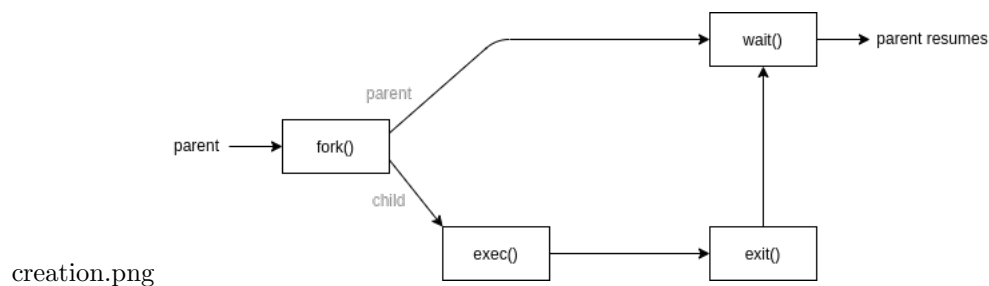 wait()
parent resumes
parent
parent
fork()
child
exec()
exit()
creation.png